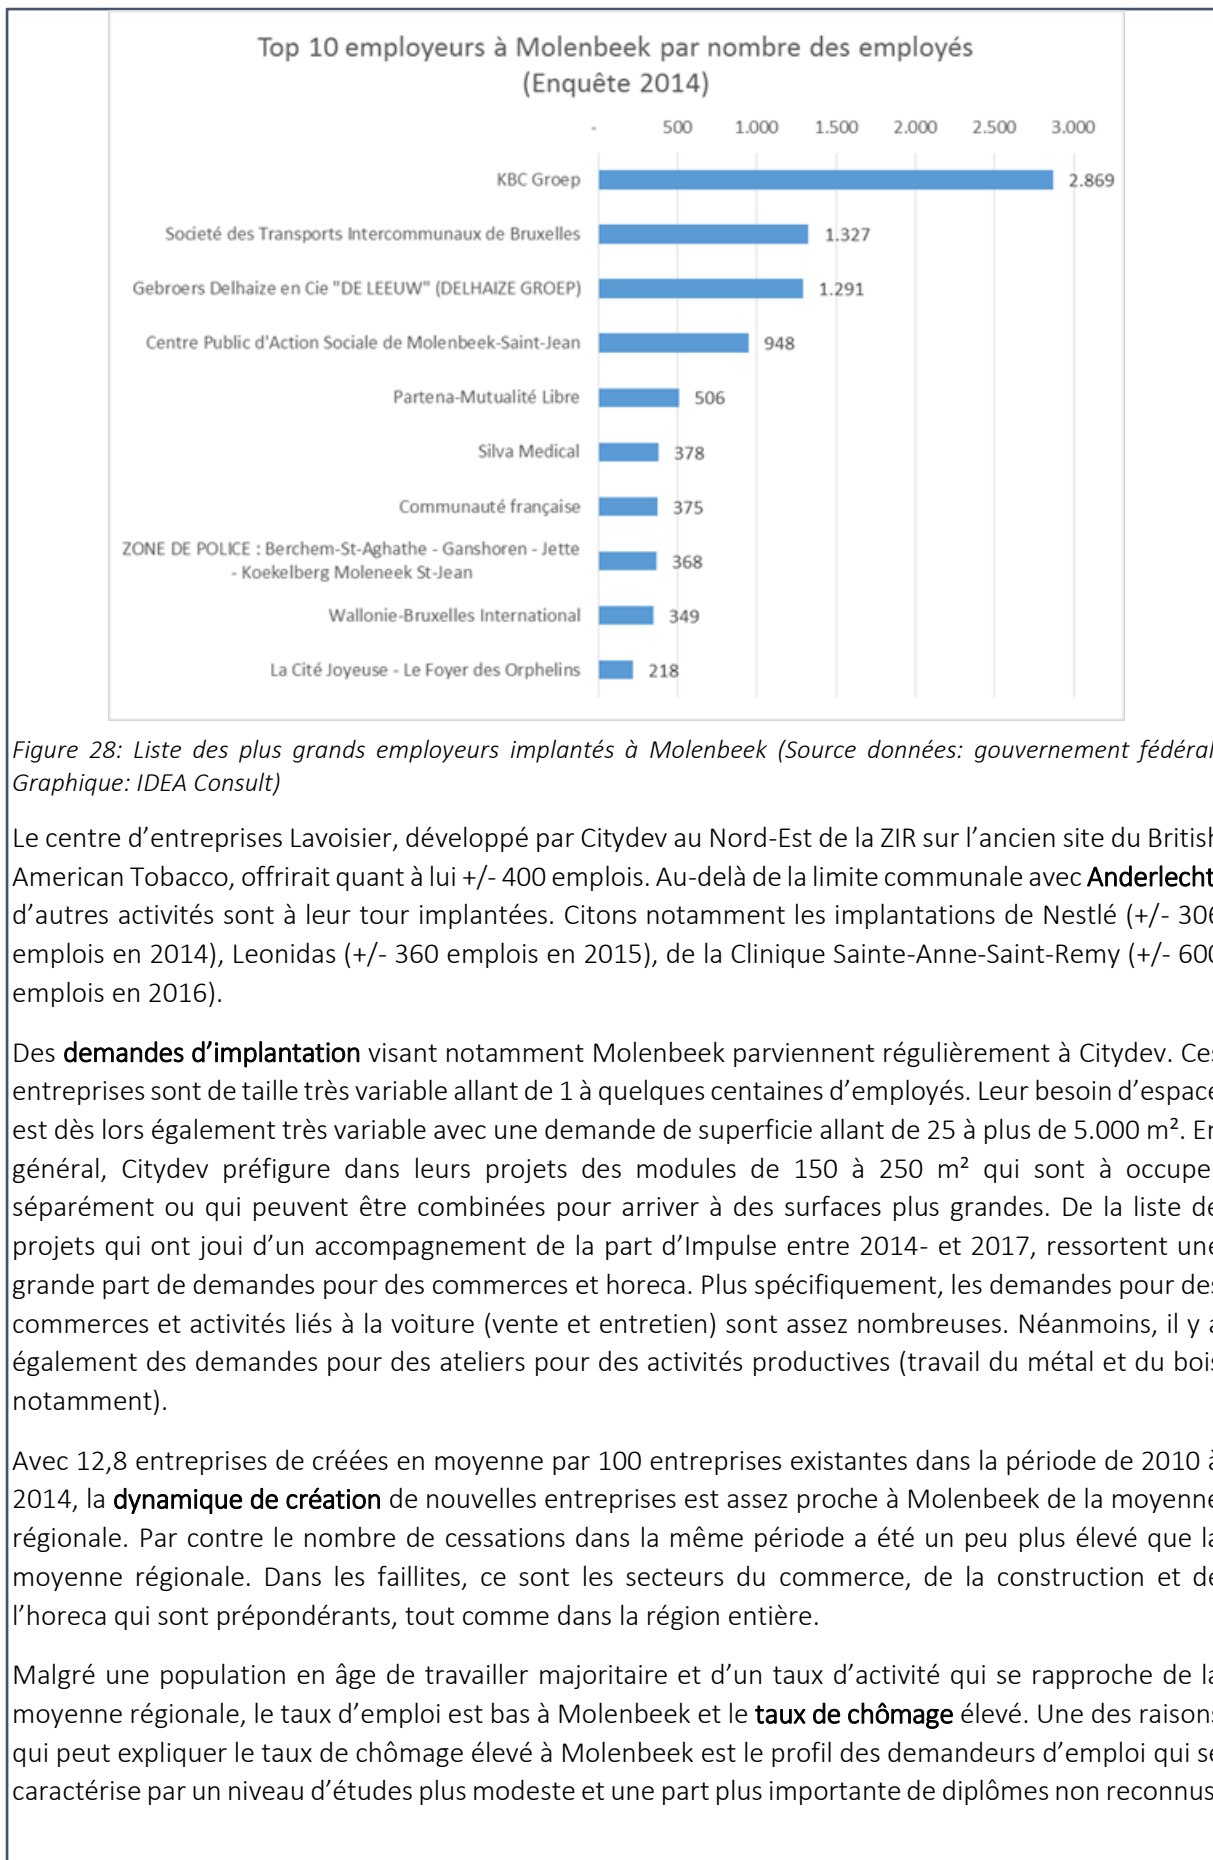 Top 10 employeurs à Molenbeek par nombre des employés
(Enquête 2014)
- 500 1.000 1.500 2.000 2.500 3.000
KBC Groep 2.869
Societé des Transports Intercommunaux de Bruxelles 1.327
Gebroers Delhaize en Cie "DE LEEUW" (DELHAIZE GROEP) 1.291
Centre Public d'Action Sociale de Molenbeek-Saint-Jean 948
Partena-Mutualité Libre 506
Silva Medical 378
Communauté française 375
ZONE DE POLICE : Berchem-St-Aghathe - Ganshoren - Jette
- Koekelberg Moleneek St-Jean 368
Wallonie-Bruxelles International 349
La Cité Joyeuse - Le Foyer des Orphelins 218
Figure 28: Liste des plus grands employeurs implantés à Molenbeek (Source données: gouvernement fédéral
Graphique: IDEA Consult)
Le centre d'entreprises Lavoisier, développé par Citydev au Nord-Est de la ZIR sur l'ancien site du British
American Tobacco, offrirait quant à lui +/- 400 emplois. Au-delà de la limite communale avec Anderlecht
d'autres activités sont à leur tour implantées. Citons notamment les implantations de Nestlé (+/- 306
emplois en 2014), Leonidas (+/- 360 emplois en 2015), de la Clinique Sainte-Anne-Saint-Remy (+/- 600
emplois en 2016).
Des demandes d'implantation visant notamment Molenbeek parviennent régulièrement à Citydev. Ces
entreprises sont de taille très variable allant de 1 à quelques centaines d'employés. Leur besoin d'espace
est dès lors également très variable avec une demande de superficie allant de 25 à plus de 5.000 m². En
général, Citydev préfigure dans leurs projets des modules de 150 à 250 m² qui sont à occupe
séparément ou qui peuvent être combinées pour arriver à des surfaces plus grandes. De la liste de
projets qui ont joui d'un accompagnement de la part d'Impulse entre 2014- et 2017, ressortent une
grande part de demandes pour des commerces et horeca. Plus spécifiquement, les demandes pour des
commerces et activités liés à la voiture (vente et entretien) sont assez nombreuses. Néanmoins, il y a
également des demandes pour des ateliers pour des activités productives (travail du métal et du bois
notamment).
Avec 12,8 entreprises de créées en moyenne par 100 entreprises existantes dans la période de 2010 à
2014, la dynamique de création de nouvelles entreprises est assez proche à Molenbeek de la moyenne
régionale. Par contre le nombre de cessations dans la même période a été un peu plus élevé que la
moyenne régionale. Dans les faillites, ce sont les secteurs du commerce, de la construction et de
l'horeca qui sont prépondérants, tout comme dans la région entière.
Malgré une population en âge de travailler majoritaire et d'un taux d'activité qui se rapproche de la
moyenne régionale, le taux d'emploi est bas à Molenbeek et le taux de chômage élevé. Une des raisons
qui peut expliquer le taux de chômage élevé à Molenbeek est le profil des demandeurs d'emploi qui se
caractérise par un niveau d'études plus modeste et une part plus importante de diplômes non reconnus